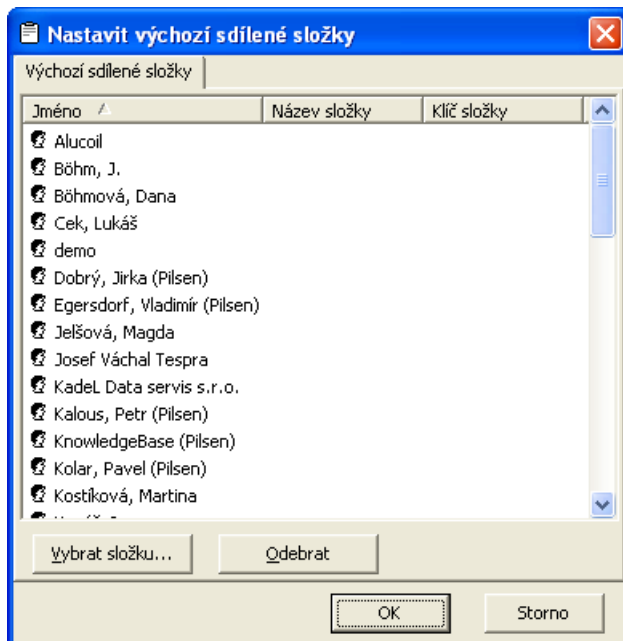 Nastavit výchozí sdílené složky
Výchozí sdílené složky
Jméno Název složky Klíč složky
Alucoil
Böhm, J.
Böhmová, Dana
Cek, Lukáš
demo
Dobrý, Jirka (Pilsen)
Egersdorf, Vladimír (Pilsen)
Jelšová, Magda
Josef Váchal Tespra
KadeL Data servis s.r.o.
Kalous, Petr (Pilsen)
KnowledgeBase (Pilsen)
Kolar, Pavel (Pilsen)
Kostíková, Martina
Vybrat složku... Odebrat
OK Storno